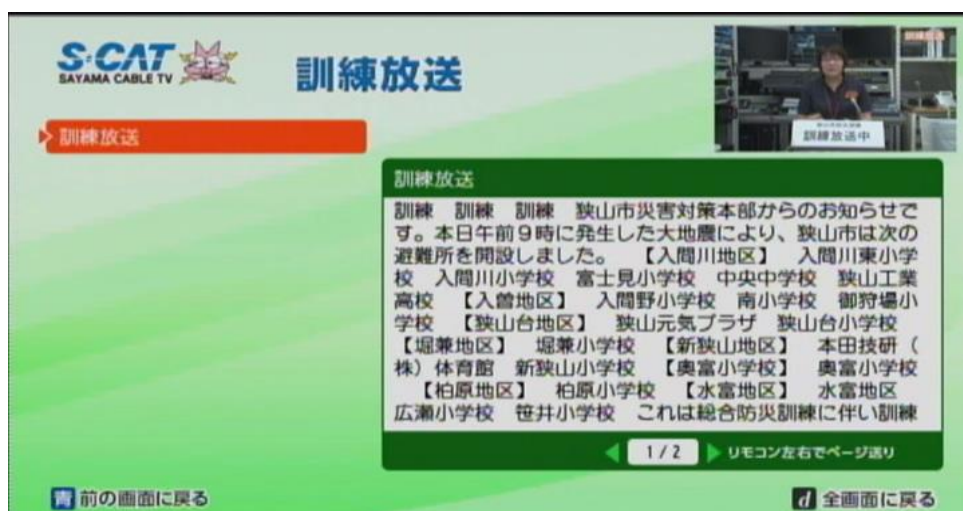 S・CAT
SAYAMA CABLE TV
訓練放送
訓練放送
訓練放送
訓練放送中
訓練放送
訓練　訓練　訓練　狭山市災害対策本部からのお知らせで
す。本日午前９時に発生した大地震により、狭山市は次の
避難所を開設しました。　【入間川地区】　入間川東小学
校　入間川小学校　富士見小学校　中央中学校　狭山工業
高校　【入曽地区】　入間野小学校　南小学校　御狩場小
学校　【狭山台地区】　狭山元気プラザ　狭山台小学校
【堀兼地区】　堀兼小学校　【新狭山地区】　本田技研（
株）体育館　新狭山小学校　【奥富小学校】　奥富小学校
【柏原地区】　柏原小学校　【水富地区】　水富地区
広瀬小学校　笹井小学校　これは総合防災訓練に伴い訓練
1 / 2　リモコン左右でページ送り
青 前の画面に戻る
d 全画面に戻る